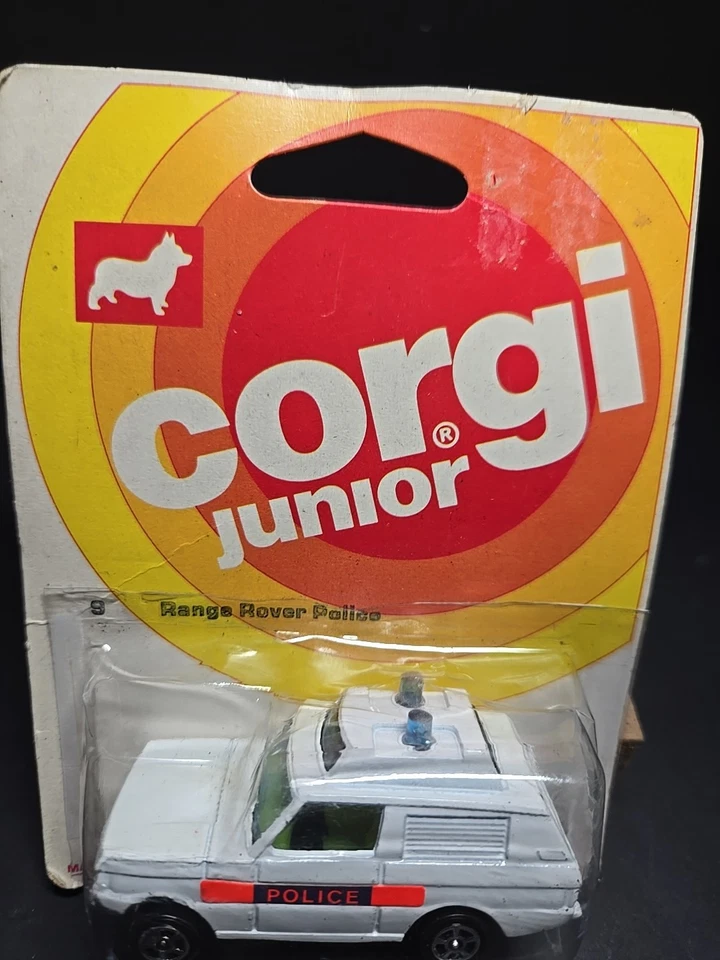 corgi
®
junior
9 Range Rover Police
POLICE